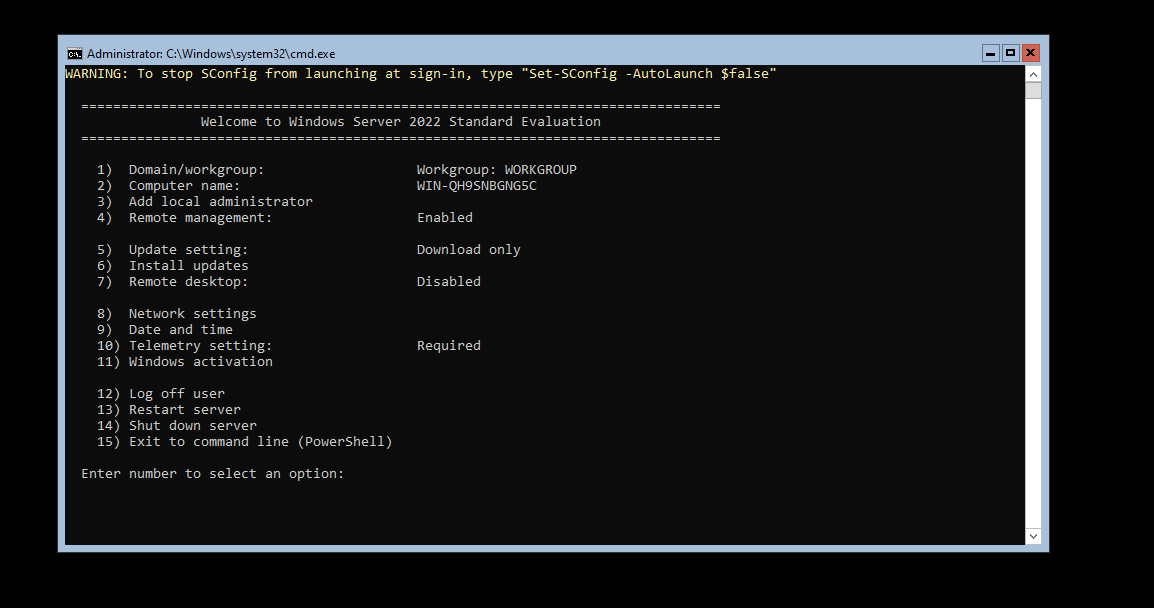 Administrator: C:\Windows\system32\cmd.exe
WARNING: To stop SConfig from launching at sign-in, type "Set-SConfig -AutoLaunch $false"
================================================================================
Welcome to Windows Server 2022 Standard Evaluation
================================================================================
1) Domain/workgroup: Workgroup: WORKGROUP
2) Computer name: WIN-QH9SNBGNG5C
3) Add local administrator
4) Remote management: Enabled
5) Update setting: Download only
6) Install updates
7) Remote desktop: Disabled
8) Network settings
9) Date and time
10) Telemetry setting: Required
11) Windows activation
12) Log off user
13) Restart server
14) Shut down server
15) Exit to command line (PowerShell)
Enter number to select an option: